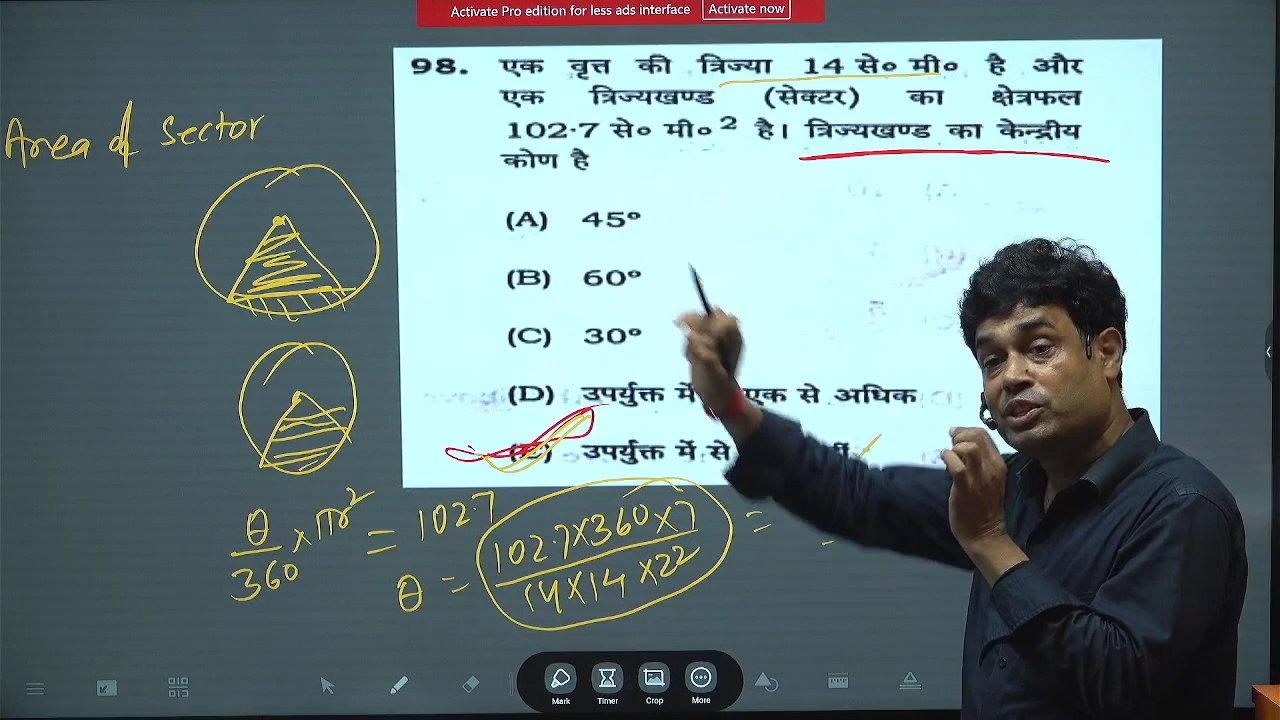 Activate Pro edition for less ads interface Activate now
98. एक वृत्त की त्रिज्या 14 से० मी० है और
एक त्रिज्यखण्ड (सेक्टर) का क्षेत्रफल
102·7 से० मी० ² है। त्रिज्यखण्ड का केन्द्रीय
कोण है
(A) 45°
(B) 60°
(C) 30°
(D) उपर्युक्त में एक से अधिक
(E) उपर्युक्त में से
Area of Sector
θ/360 × πr² = 102.7
θ = 102.7×360×7/14×14×22 =
Mark Timer Crop More